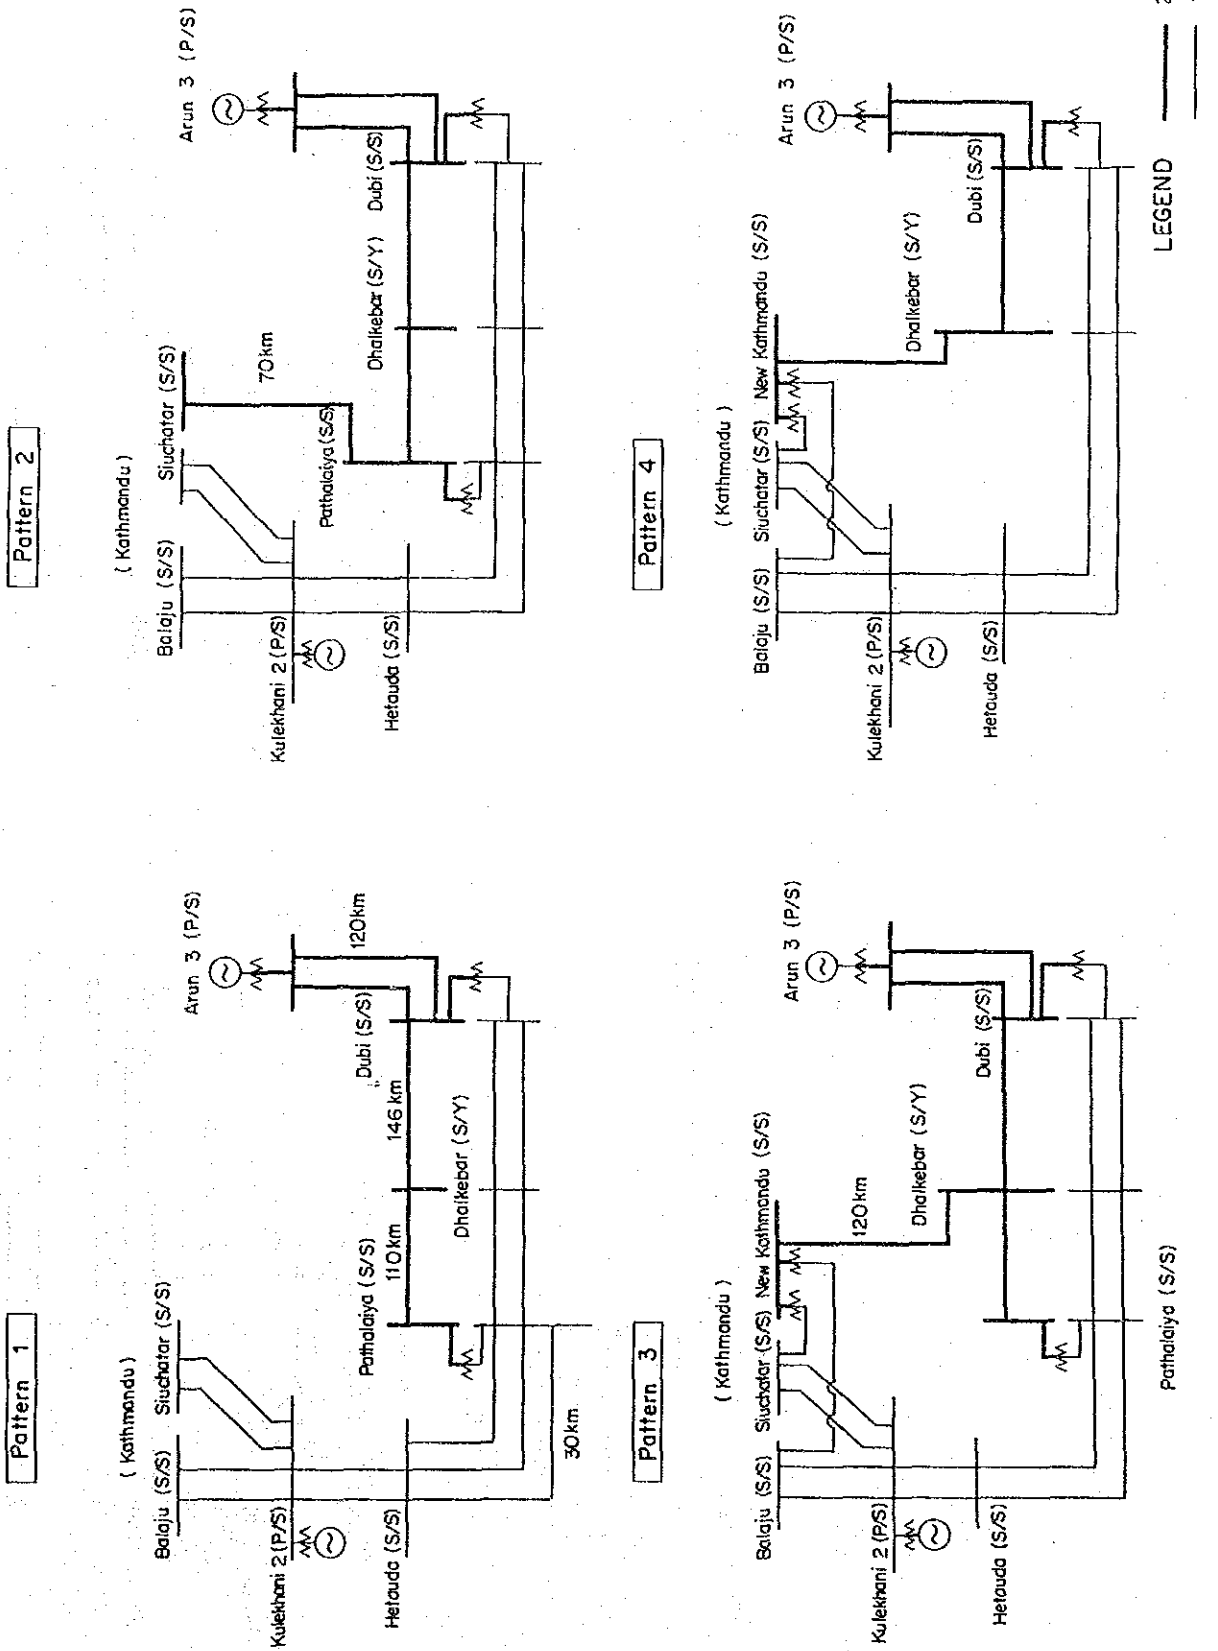 Pattern 1
( Kathmandu )
Balaju (S/S)
Siuchatar (S/S)
Arun 3 (P/S)
Kulekhani 2 (P/S)
120km
Hetauda (S/S)
Pathalaiya (S/S)
110km
146km
Dubi (S/S)
Dhalkebar (S/Y)
30km
Pattern 2
( Kathmandu )
Balaju (S/S)
Siuchatar (S/S)
Arun 3 (P/S)
70km
Kulekhani 2 (P/S)
Pathalaiya (S/S)
Dhalkebar (S/Y)
Dubi (S/S)
Hetauda (S/S)
Pattern 3
( Kathmandu )
Balaju (S/S)
Siuchatar (S/S)
New Kathmandu (S/S)
Arun 3 (P/S)
120km
Kulekhani 2 (P/S)
Dhalkebar (S/Y)
Dubi (S/S)
Hetauda (S/S)
Pathalaiya (S/S)
Pattern 4
( Kathmandu )
Balaju (S/S)
Siuchatar (S/S)
New Kathmandu (S/S)
Arun 3 (P/S)
Kulekhani 2 (P/S)
Dhalkebar (S/Y)
Dubi (S/S)
Hetauda (S/S)
LEGEND